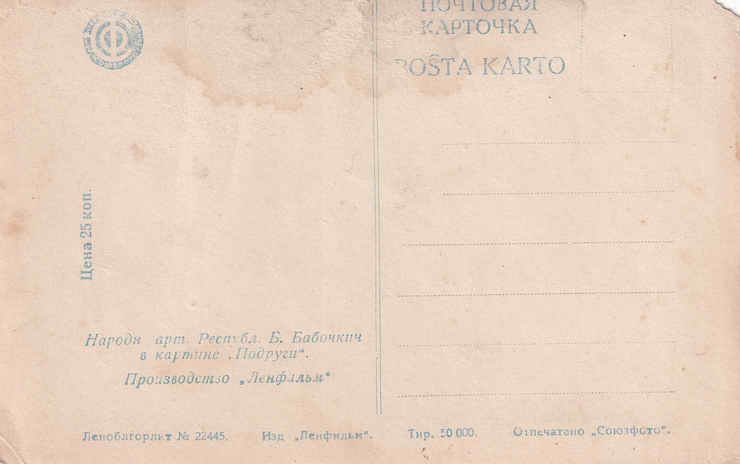 ПОЧТОВАЯ
КАРТОЧКА
POŜTA KARTO
Цена 25 коп.
Народн арт Республ. Б. Бабочкин
в картине „Подруги“.
Производство „Ленфильм“
Леноблгорлит № 22445. Изд „Ленфильм“. Тир. 50 000. Отпечатано „Союзфото“.